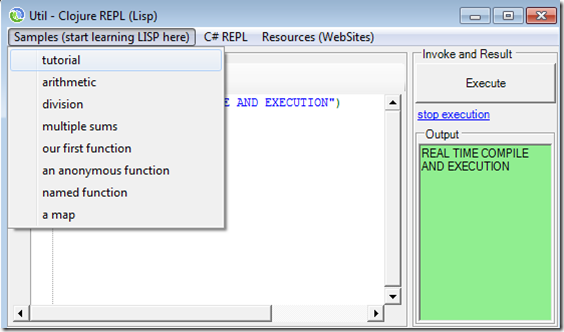 Util - Clojure REPL (Lisp)
Samples (start learning LISP here) C# REPL Resources (WebSites)
tutorial
arithmetic
division
multiple sums
our first function
an anonymous function
named function
a map
E AND EXECUTION")
Invoke and Result
Execute
stop execution
Output
REAL TIME COMPILE
AND EXECUTION